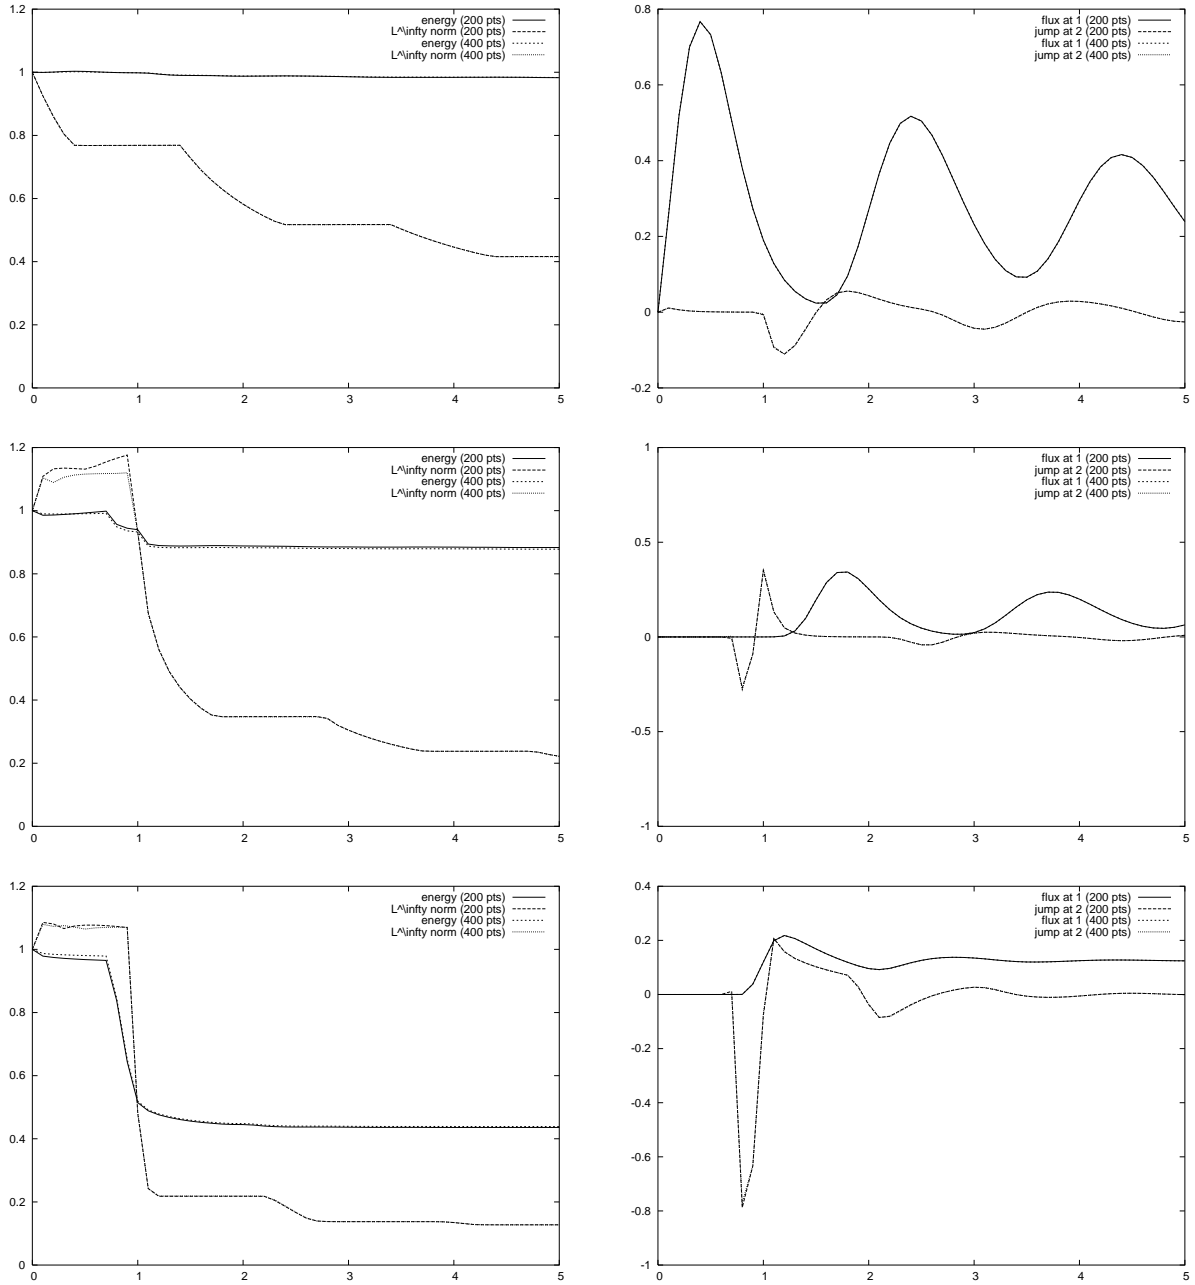 1.2
1
0.8
0.6
0.4
0.2
0
0 1 2 3 4 5
energy (200 pts)
L^\infty norm (200 pts)
energy (400 pts)
L^\infty norm (400 pts)
0.8
0.6
0.4
0.2
0
-0.2
0 1 2 3 4 5
flux at 1 (200 pts)
jump at 2 (200 pts)
flux at 1 (400 pts)
jump at 2 (400 pts)
1.2
1
0.8
0.6
0.4
0.2
0
0 1 2 3 4 5
energy (200 pts)
L^\infty norm (200 pts)
energy (400 pts)
L^\infty norm (400 pts)
1
0.5
0
-0.5
-1
0 1 2 3 4 5
flux at 1 (200 pts)
jump at 2 (200 pts)
flux at 1 (400 pts)
jump at 2 (400 pts)
1.2
1
0.8
0.6
0.4
0.2
0
0 1 2 3 4 5
energy (200 pts)
L^\infty norm (200 pts)
energy (400 pts)
L^\infty norm (400 pts)
0.4
0.2
0
-0.2
-0.4
-0.6
-0.8
-1
0 1 2 3 4 5
flux at 1 (200 pts)
jump at 2 (200 pts)
flux at 1 (400 pts)
jump at 2 (400 pts)